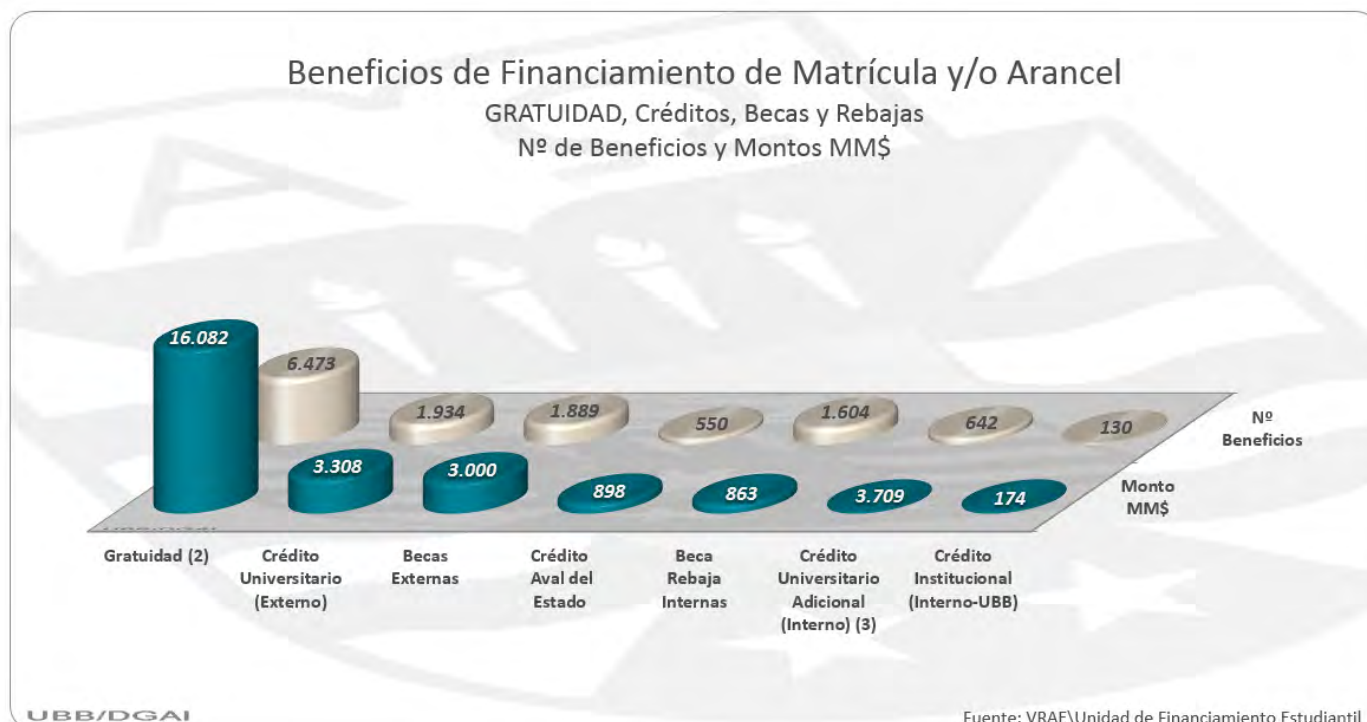 Beneficios de Financiamiento de Matrícula y/o Arancel
GRATUIDAD, Créditos, Becas y Rebajas
Nº de Beneficios y Montos MM$
16.082
6.473
1.934
1.889
550
1.604
642
130
3.308
3.000
898
863
3.709
174
Nº
Beneficios
Monto
MM$
Gratuidad (2)
Crédito
Universitario
(Externo)
Becas
Externas
Crédito
Aval del
Estado
Beca
Rebaja
Internas
Crédito
Universitario
Adicional
(Interno) (3)
Crédito
Institucional
(Interno-UBB)
UBB/DGAI
UBB/DGAI
Fuente: VRAE\Unidad de Financiamiento Estudiantil